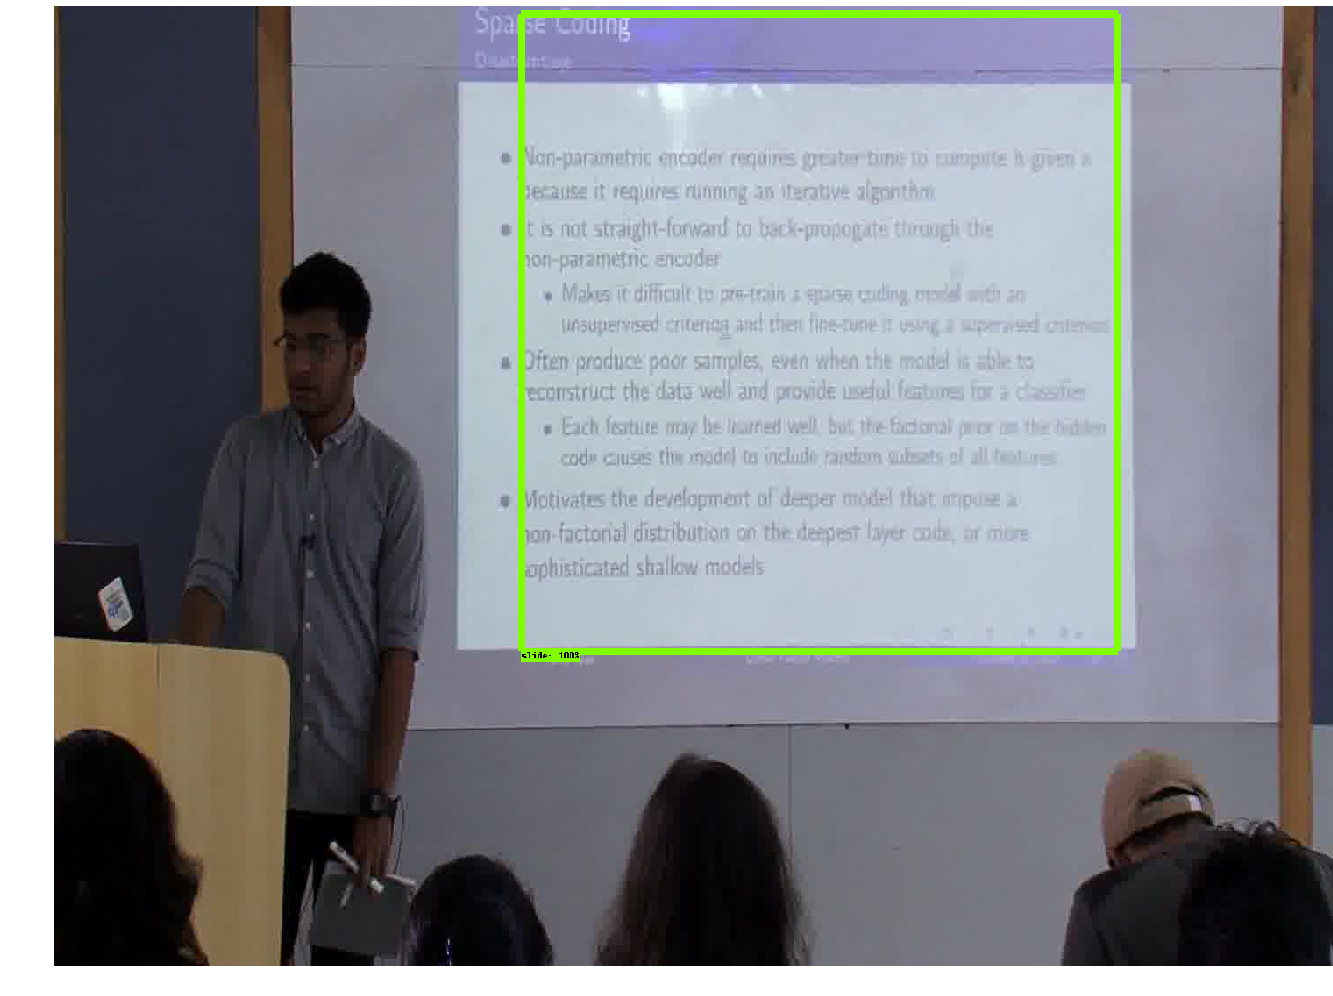 Sparse Coding
Disadvantage
Non-parametric encoder requires greater time to compute h given x
because it requires running an iterative algorithm
It is not straight-forward to back-propogate through the
non-parametric encoder
Makes it difficult to pre-train a sparse coding model with an
unsupervised criterion and then fine-tune it using a supervised criterion
Often produce poor samples, even when the model is able to
reconstruct the data well and provide useful features for a classifier
Each feature may be learned well, but the factorial prior on the hidden
code causes the model to include random subsets of all features
Motivates the development of deeper model that impose a
non-factorial distribution on the deepest layer code, or more
sophisticated shallow models
slide: 1003